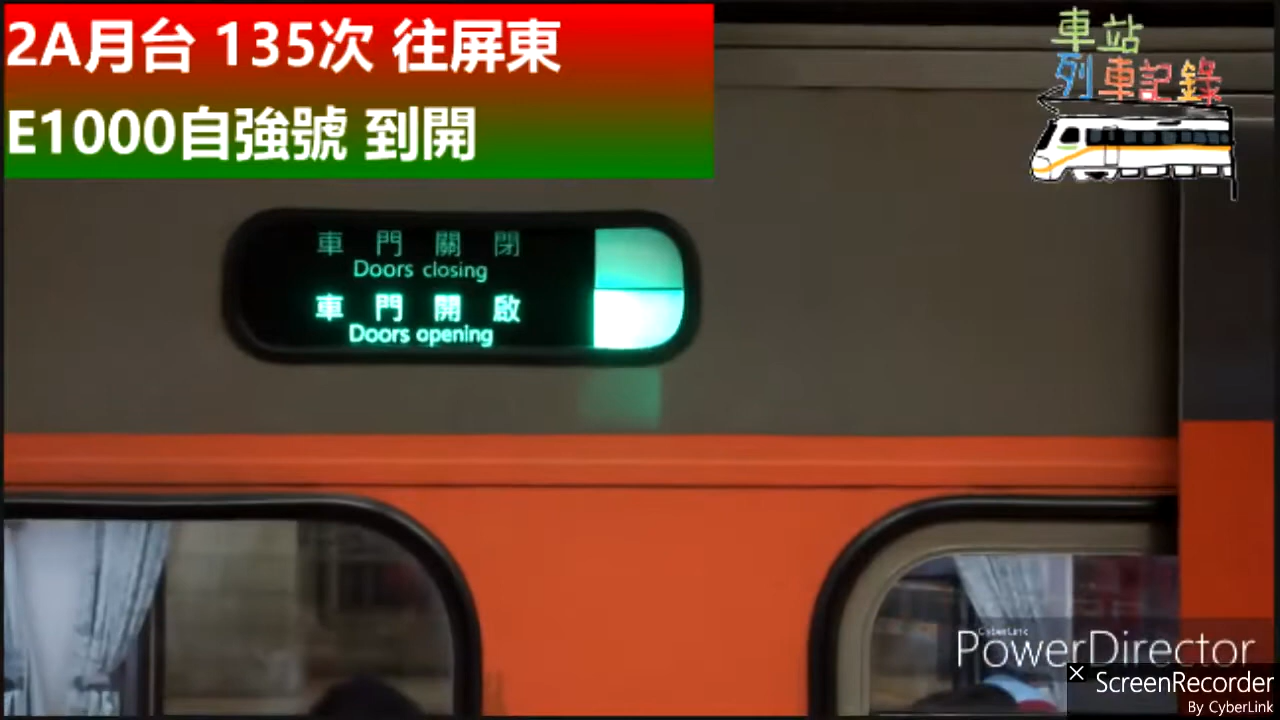 2A月台 135次 往屏東
E1000自強號 到開
車站
列車記錄
車 門 關 閉
Doors closing
車 門 開 啟
Doors opening
CyberLink
PowerDirector
ScreenRecorder
By CyberLink